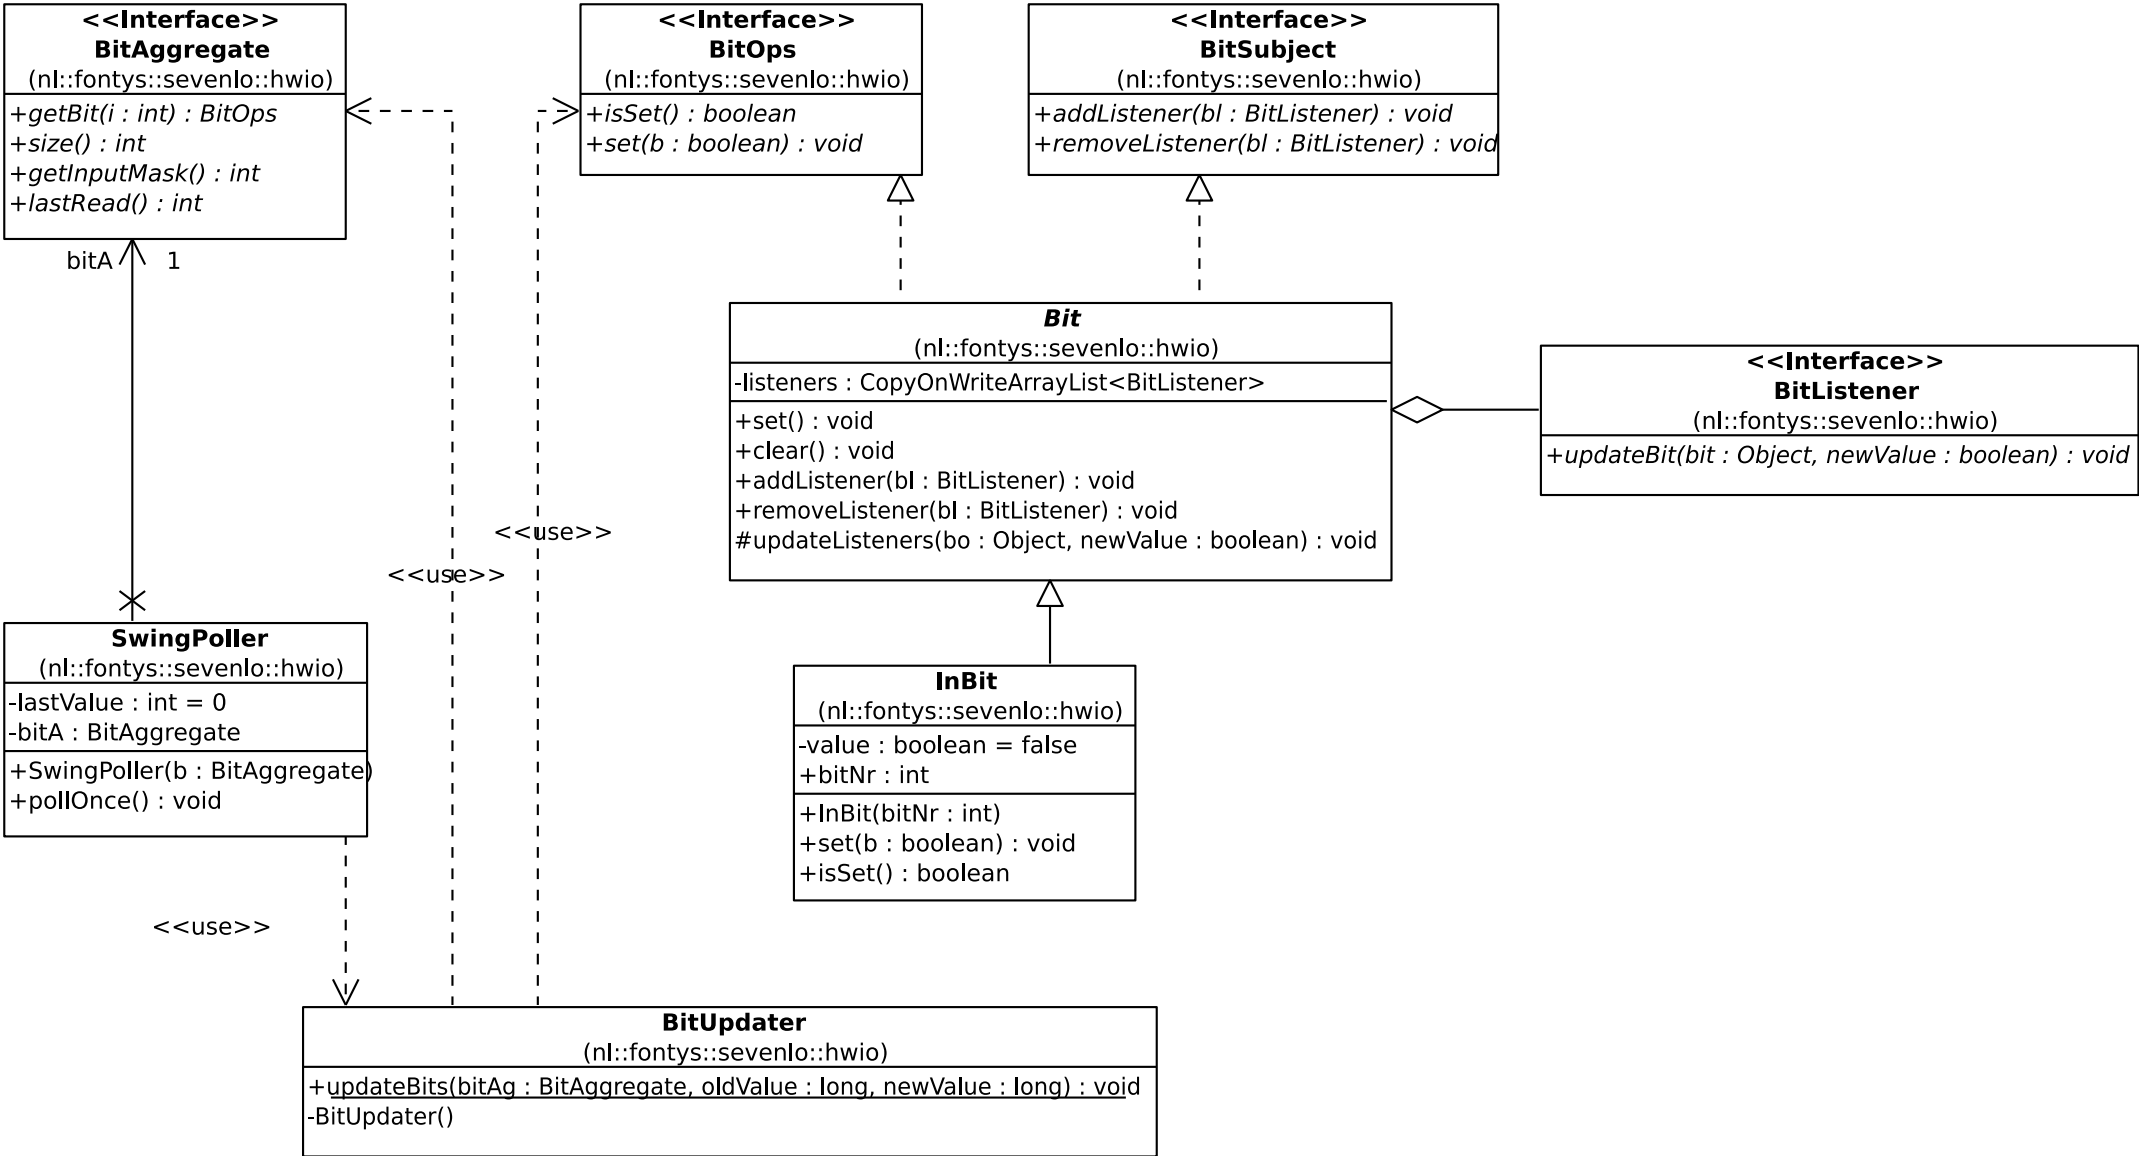 <<Interface>>
BitAggregate
(nl::fontys::sevenlo::hwio)
+getBit(i : int) : BitOps
+size() : int
+getInputMask() : int
+lastRead() : int
<<Interface>>
BitOps
(nl::fontys::sevenlo::hwio)
+isSet() : boolean
+set(b : boolean) : void
<<Interface>>
BitSubject
(nl::fontys::sevenlo::hwio)
+addListener(bl : BitListener) : void
+removeListener(bl : BitListener) : void
bitA
1
Bit
(nl::fontys::sevenlo::hwio)
-listeners : CopyOnWriteArrayList<BitListener>
+set() : void
+clear() : void
+addListener(bl : BitListener) : void
+removeListener(bl : BitListener) : void
#updateListeners(bo : Object, newValue : boolean) : void
<<Interface>>
BitListener
(nl::fontys::sevenlo::hwio)
+updateBit(bit : Object, newValue : boolean) : void
<<use>>
<<use>>
SwingPoller
(nl::fontys::sevenlo::hwio)
-lastValue : int = 0
-bitA : BitAggregate
+SwingPoller(b : BitAggregate)
+pollOnce() : void
InBit
(nl::fontys::sevenlo::hwio)
-value : boolean = false
+bitNr : int
+InBit(bitNr : int)
+set(b : boolean) : void
+isSet() : boolean
<<use>>
BitUpdater
(nl::fontys::sevenlo::hwio)
+updateBits(bitAg : BitAggregate, oldValue : long, newValue : long) : void
-BitUpdater()